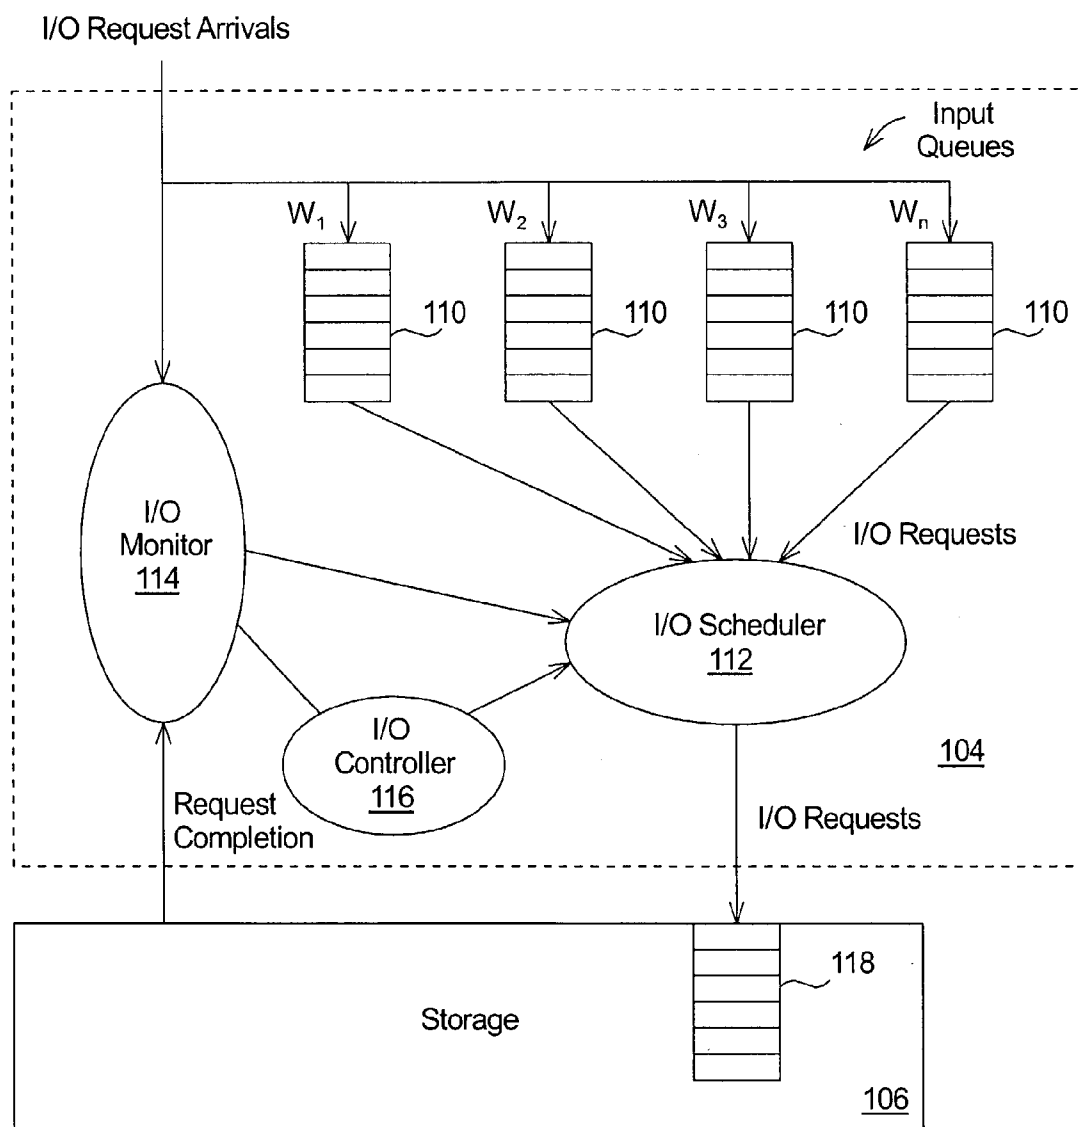 I/O Request Arrivals
Input
Queues
W1
W2
W3
Wn
110
110
110
110
I/O
Monitor
114
I/O Requests
I/O Scheduler
112
I/O
Controller
116
104
Request
Completion
I/O Requests
118
Storage
106